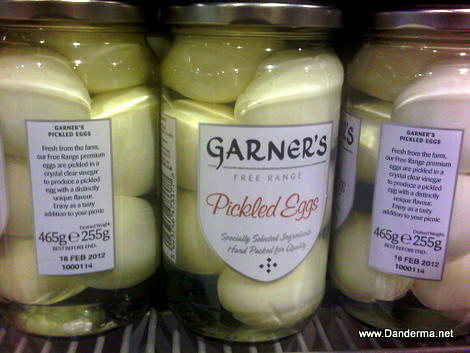 GARNER'S
PICKLED EGGS
Fresh from the farm,
our Free Range premium
eggs are pickled in a
crystal clear vinegar
to produce a pickled
egg with a distinctly
unique flavour.
Enjoy as a tasty
addition to your picnic
Drained Weight
465g e 255g
BEST BEFORE END:
16 FEB 2012
1000114
GARNER'S
FREE RANGE
Pickled Eggs
Specially Selected Ingredients
Hand Packed for Quality
GARNER'S
PICKLED EGGS
Fresh from the farm,
our Free Range premium
eggs are pickled in a
crystal clear vinegar
to produce a pickled
egg with a distinctly
unique flavour.
Enjoy as a tasty
addition to your picnic
Drained Weight
465g e 255g
BEST BEFORE END:
16 FEB 2012
1000114
www.Danderma.net